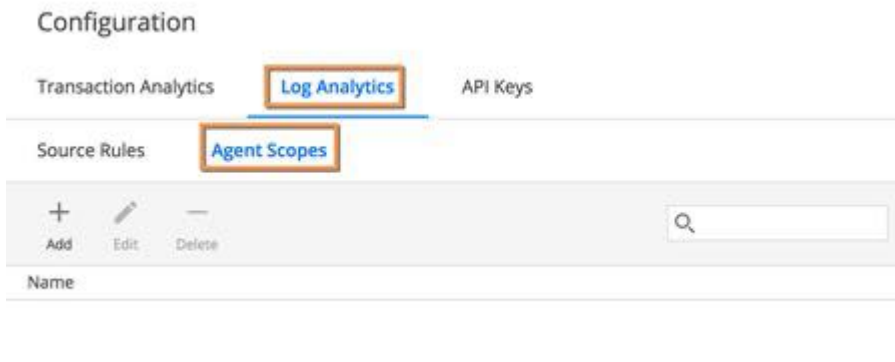 Configuration
Transaction Analytics Log Analytics API Keys
Source Rules Agent Scopes
Add Edit Delete
Name